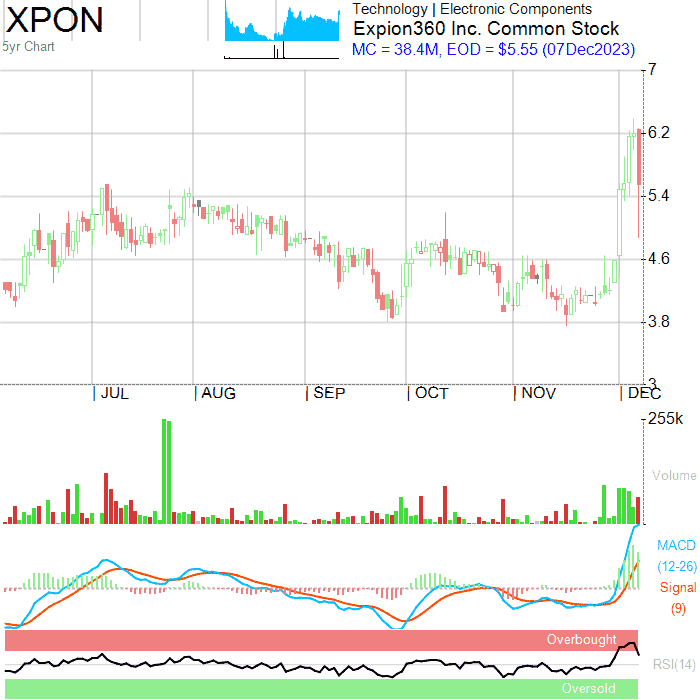 XPON
5yr Chart
Technology | Electronic Components
Expion360 Inc. Common Stock
MC = 38.4M, EOD = $5.55 (07Dec2023)
7
6.2
5.4
4.6
3.8
3
JUL AUG SEP OCT NOV DEC
255k
Volume
MACD
(12-26)
Signal
(9)
Overbought
RSI(14)
Oversold